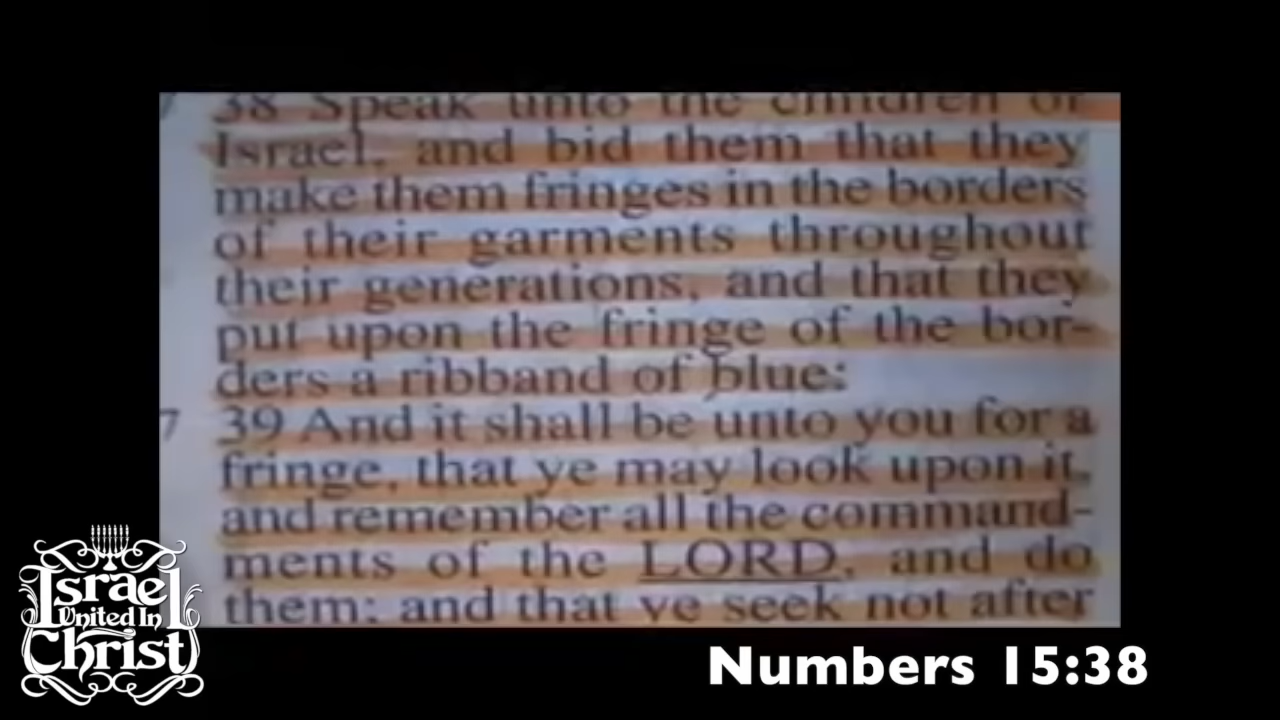 38 Speak unto the children of
Israel, and bid them that they
make them fringes in the borders
of their garments throughout
their generations, and that they
put upon the fringe of the bor-
ders a ribband of blue:
7 39 And it shall be unto you for a
fringe, that ye may look upon it,
and remember all the command-
ments of the LORD, and do
them; and that ye seek not after
Israel
United In
Christ
Numbers 15:38